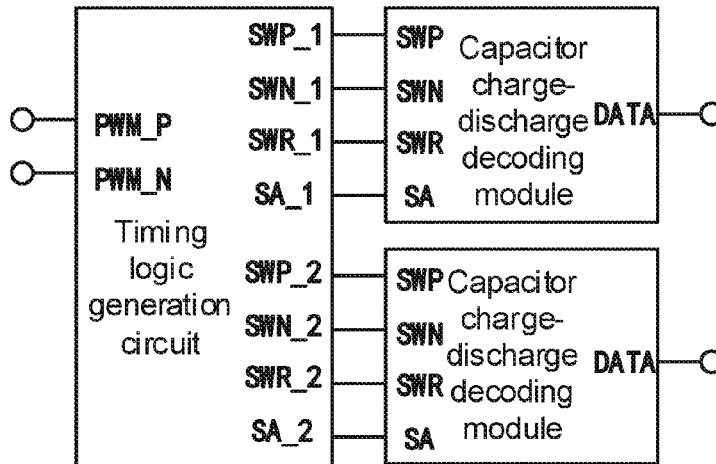 PWM_P
PWM_N
Timing
logic
generation
circuit
SWP_1
SWN_1
SWR_1
SA_1
SWP_2
SWN_2
SWR_2
SA_2
SWP
SWN
SWR
SA
Capacitor
charge-
discharge
decoding
module
DATA
SWP
SWN
SWR
SA
Capacitor
charge-
discharge
decoding
module
DATA